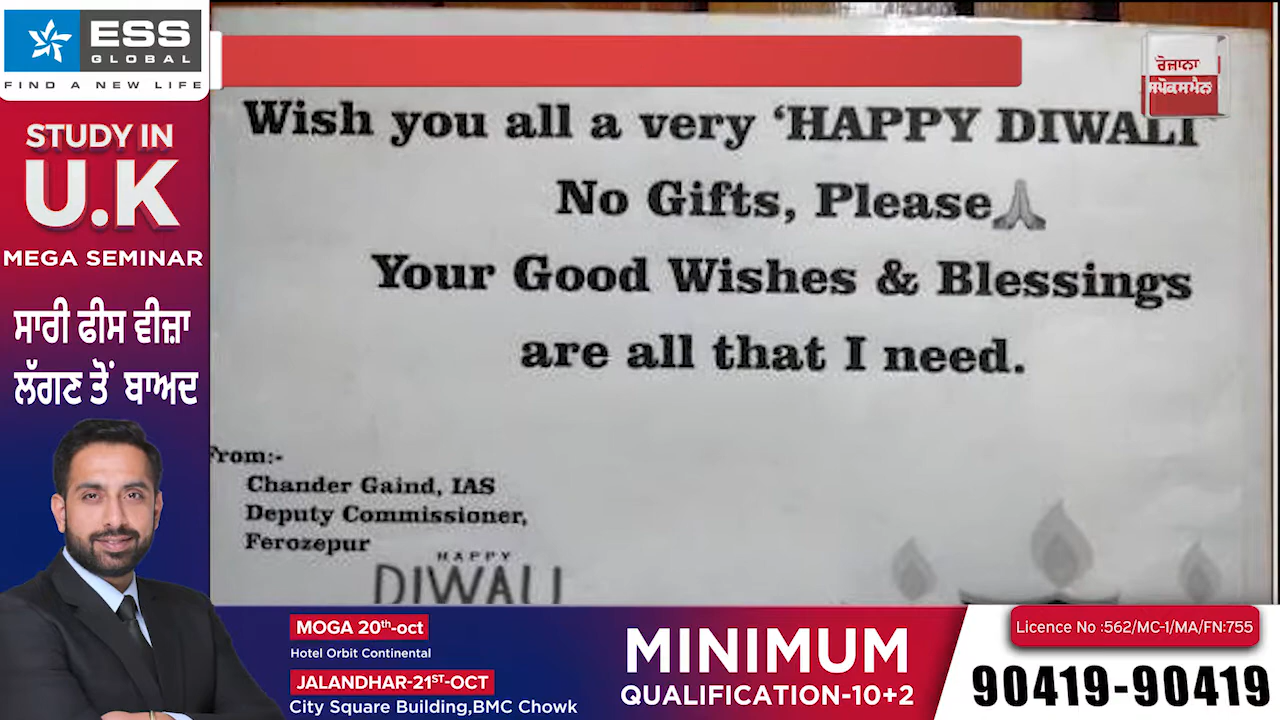 ESS
GLOBAL
FIND A NEW LIFE
STUDY IN
U.K
MEGA SEMINAR
ਸਾਰੀ ਫੀਸ ਵੀਜ਼ਾ
ਲੱਗਣ ਤੋਂ ਬਾਅਦ
ਰੋਜ਼ਾਨਾ
ਸਪੋਕਸਮੈਨ
Wish you all a very ‘HAPPY DIWALI’
No Gifts, Please🙏
Your Good Wishes & Blessings
are all that I need.
From:-
Chander Gaind, IAS
Deputy Commissioner,
Ferozepur
HAPPY
DIWALI
MOGA 20th-oct
Hotel Orbit Continental
JALANDHAR-21ST-OCT
City Square Building,BMC Chowk
MINIMUM
QUALIFICATION-10+2
Licence No :562/MC-1/MA/FN:755
90419-90419